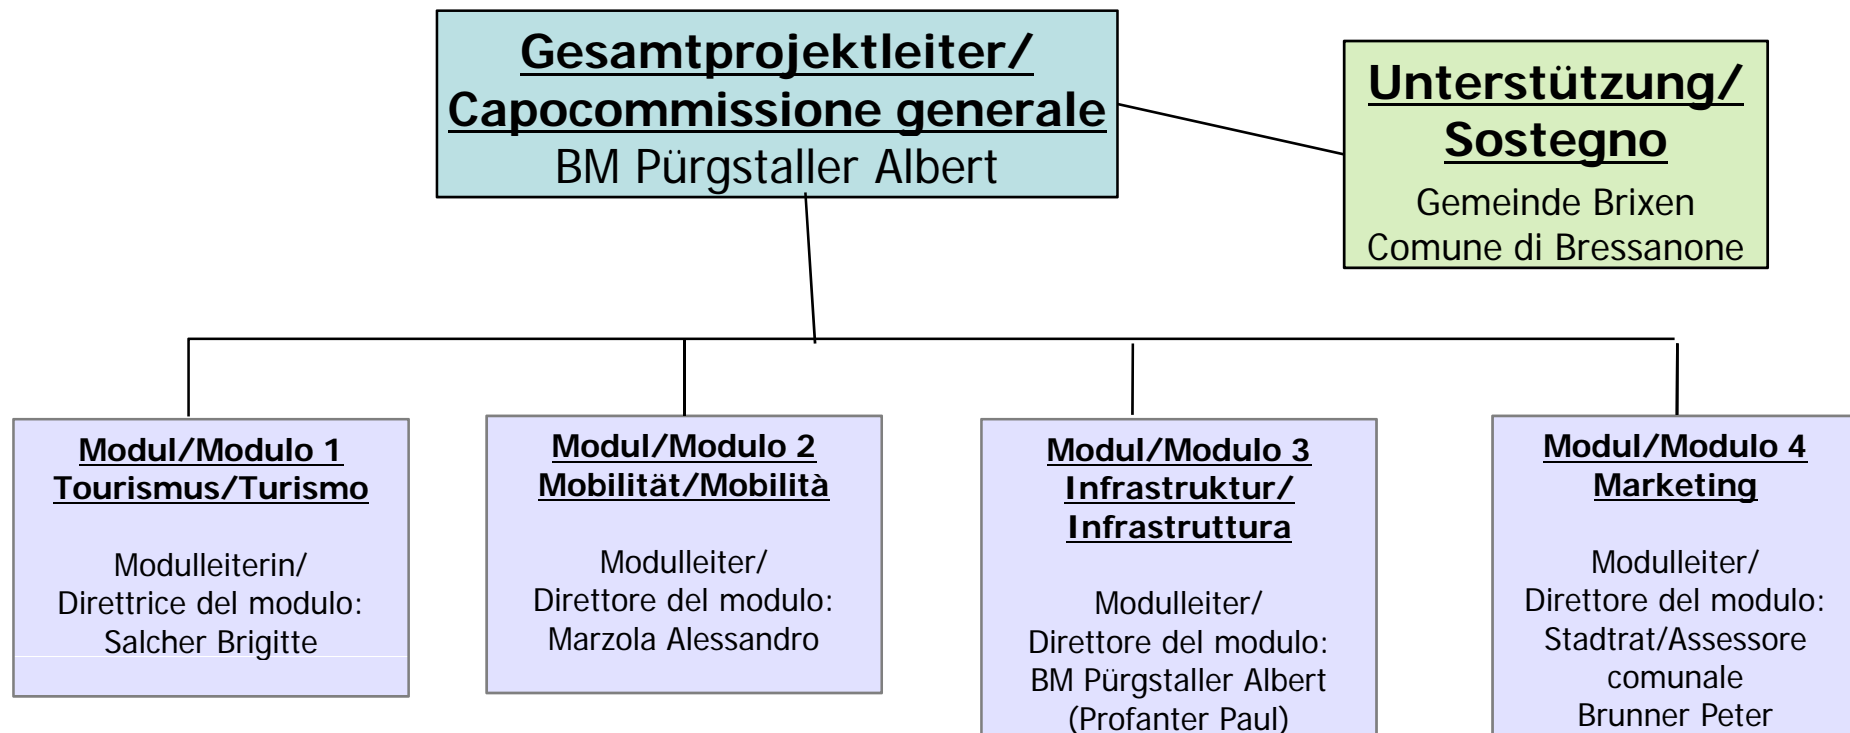 Gesamtprojektleiter/
Capocommissione generale
BM Pürgstaller Albert
Unterstützung/
Sostegno
Gemeinde Brixen
Comune di Bressanone
Modul/Modulo 1
Tourismus/Turismo
Modulleiterin/
Direttrice del modulo:
Salcher Brigitte
Modul/Modulo 2
Mobilität/Mobilità
Modulleiter/
Direttore del modulo:
Marzola Alessandro
Modul/Modulo 3
Infrastruktur/
Infrastruttura
Modulleiter/
Direttore del modulo:
BM Pürgstaller Albert
(Profanter Paul)
Modul/Modulo 4
Marketing
Modulleiter/
Direttore del modulo:
Stadtrat/Assessore
comunale
Brunner Peter